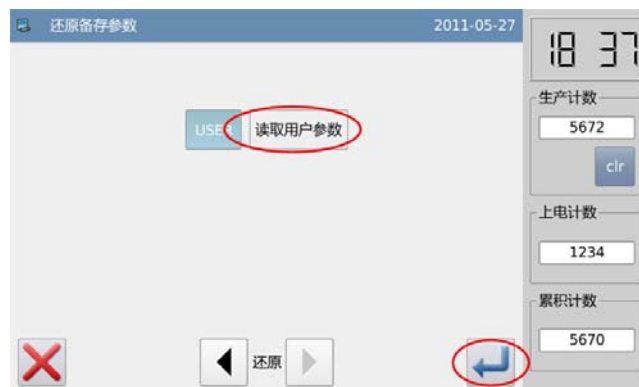 还原备存参数 2011-05-27
18 37
USER 读取用户参数
生产计数
5672
clr
上电计数
1234
累积计数
5670
还原